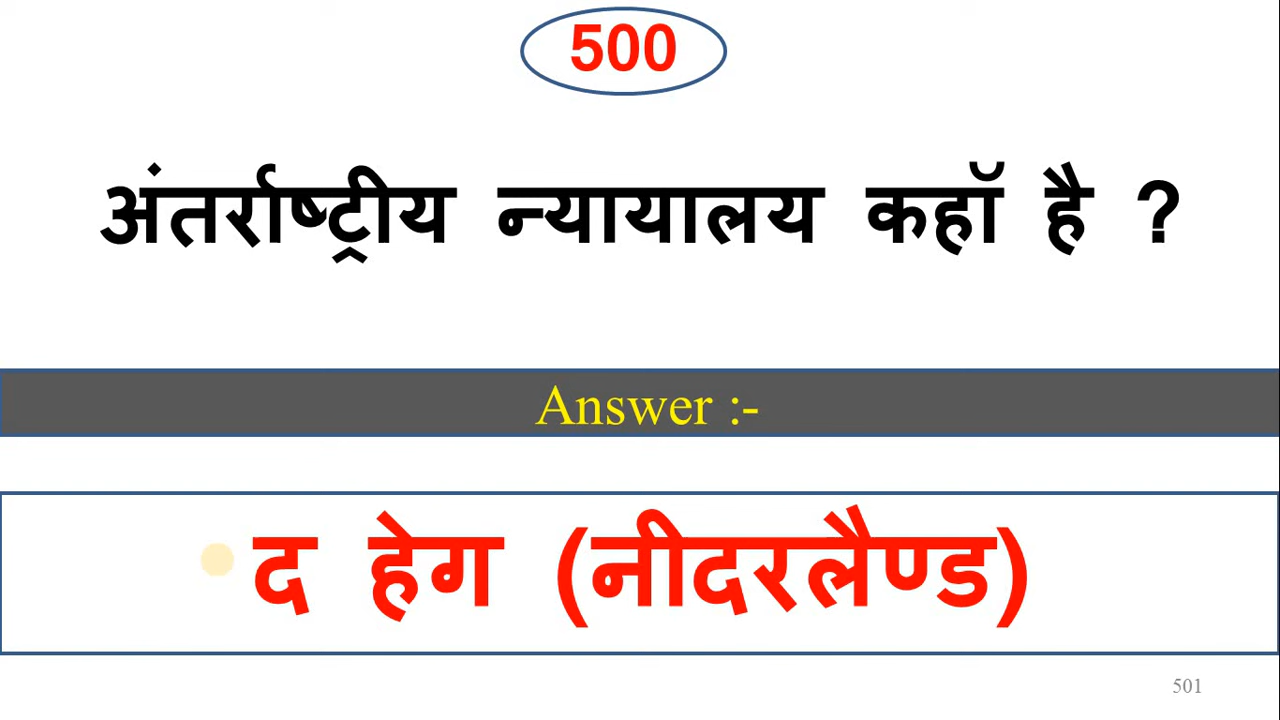 500
अंतर्राष्ट्रीय न्यायालय कहॉ है ?
Answer :-
द हेग (नीदरलैण्ड)
501